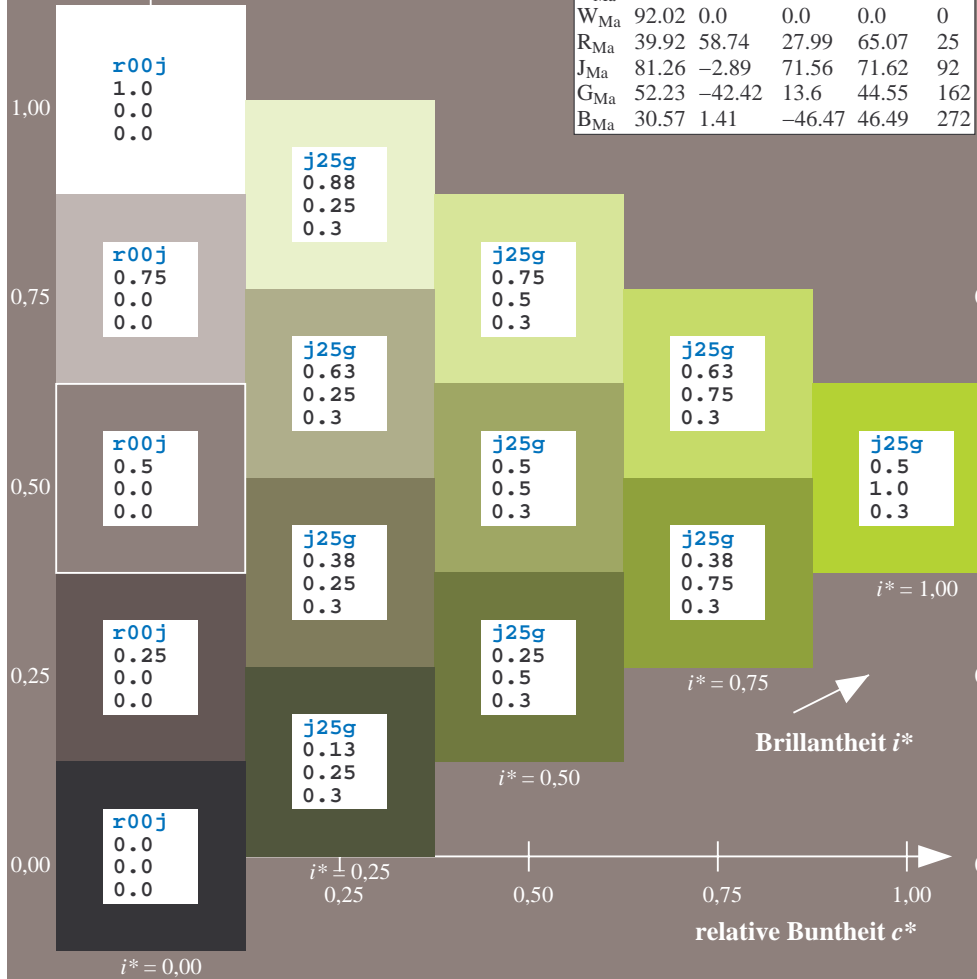 W Ma 92.02 0.0 0.0 0.0 0
R Ma 39.92 58.74 27.99 65.07 25
J Ma 81.26 −2.89 71.56 71.62 92
G Ma 52.23 −42.42 13.6 44.55 162
B Ma 30.57 1.41 −46.47 46.49 272
1,00
0,75
0,50
0,25
0,00
r00j
1.0
0.0
0.0
r00j
0.75
0.0
0.0
r00j
0.5
0.0
0.0
r00j
0.25
0.0
0.0
r00j
0.0
0.0
0.0
i* = 0,00
j25g
0.88
0.25
0.3
j25g
0.63
0.25
0.3
j25g
0.38
0.25
0.3
j25g
0.13
0.25
0.3
i* = 0,25
j25g
0.75
0.5
0.3
j25g
0.5
0.5
0.3
j25g
0.25
0.5
0.3
i* = 0,50
j25g
0.63
0.75
0.3
j25g
0.38
0.75
0.3
i* = 0,75
j25g
0.5
1.0
0.3
i* = 1,00
Brillantheit i*
0,25 0,50 0,75 1,00
relative Buntheit c*